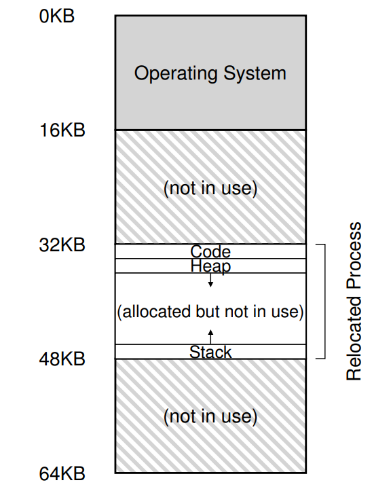 0KB
Operating System
16KB
(not in use)
32KB
Code
Heap
(allocated but not in use)
Stack
48KB
(not in use)
64KB
Relocated Process